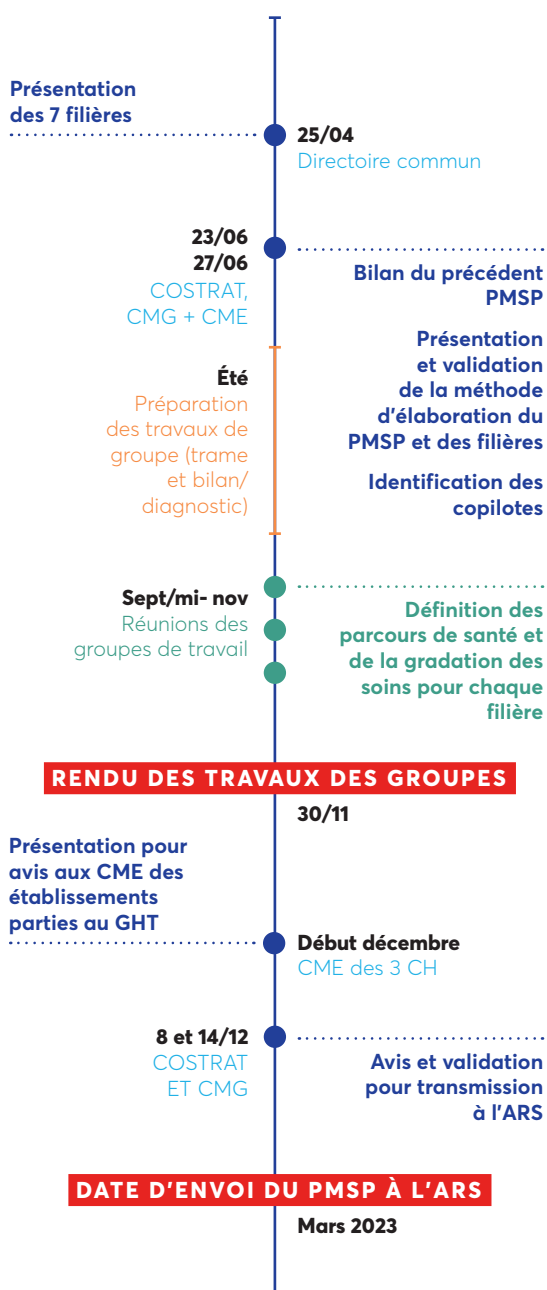 Présentation
des 7 filières
25/04
Directoire commun
23/06
27/06
COSTRAT,
CMG + CME
Bilan du précédent
PMSP
Présentation
et validation
de la méthode
d'élaboration du
PMSP et des filières
Identification des
copilotes
Été
Préparation
des travaux de
groupe (trame
et bilan/
diagnostic)
Sept/mi- nov
Réunions des
groupes de travail
Définition des
parcours de santé et
de la gradation des
soins pour chaque
filière
RENDU DES TRAVAUX DES GROUPES
30/11
Présentation pour
avis aux CME des
établissements
parties au GHT
Début décembre
CME des 3 CH
8 et 14/12
COSTRAT
ET CMG
Avis et validation
pour transmission
à l'ARS
DATE D'ENVOI DU PMSP À L'ARS
Mars 2023